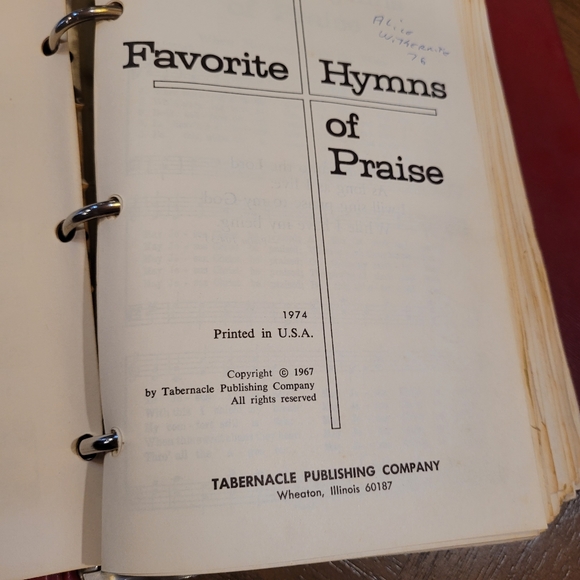 Alice
78
Favorite Hymns
of
Praise
1974
Printed in U.S.A.
Copyright © 1967
by Tabernacle Publishing Company
All rights reserved
TABERNACLE PUBLISHING COMPANY
Wheaton, Illinois 60187